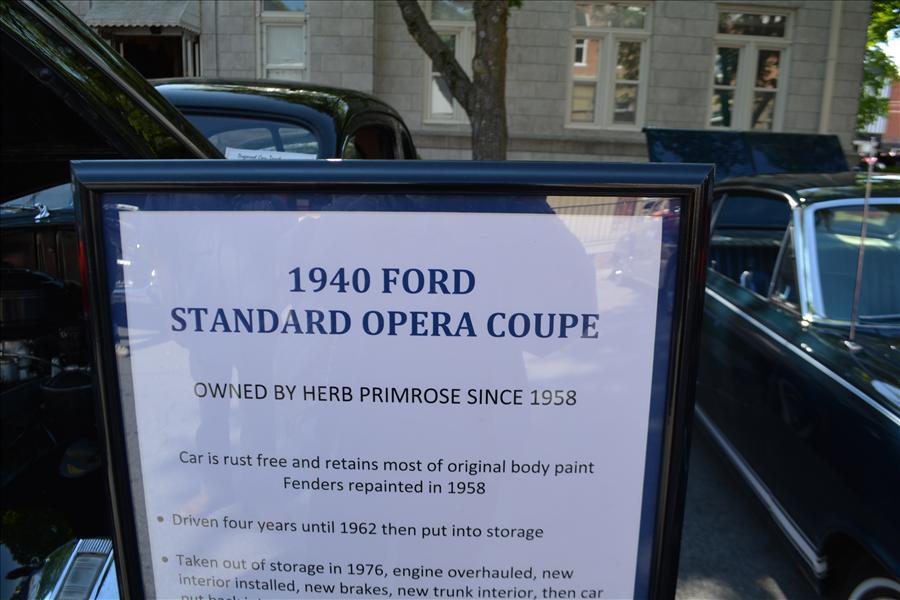 1940 FORD
STANDARD OPERA COUPE
OWNED BY HERB PRIMROSE SINCE 1958
Car is rust free and retains most of original body paint
Fenders repainted in 1958
• Driven four years until 1962 then put into storage
• Taken out of storage in 1976, engine overhauled, new
interior installed, new brakes, new trunk interior, then car
put back